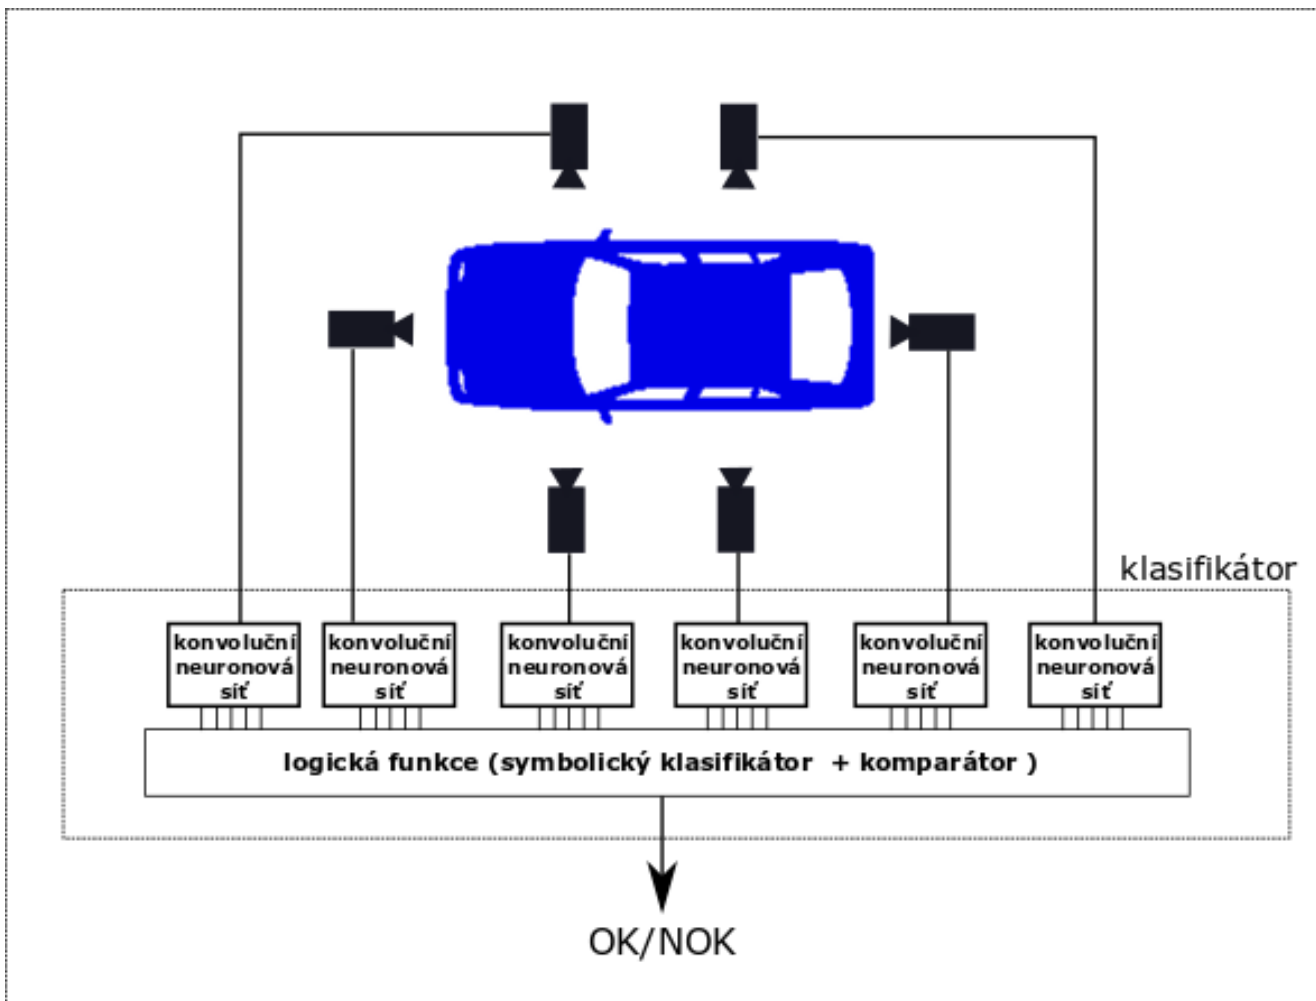 klasifikátor
konvoluční
neuronová
síť
konvoluční
neuronová
síť
konvoluční
neuronová
síť
konvoluční
neuronová
síť
konvoluční
neuronová
síť
konvoluční
neuronová
síť
logická funkce (symbolický klasifikátor + komparátor )
OK/NOK